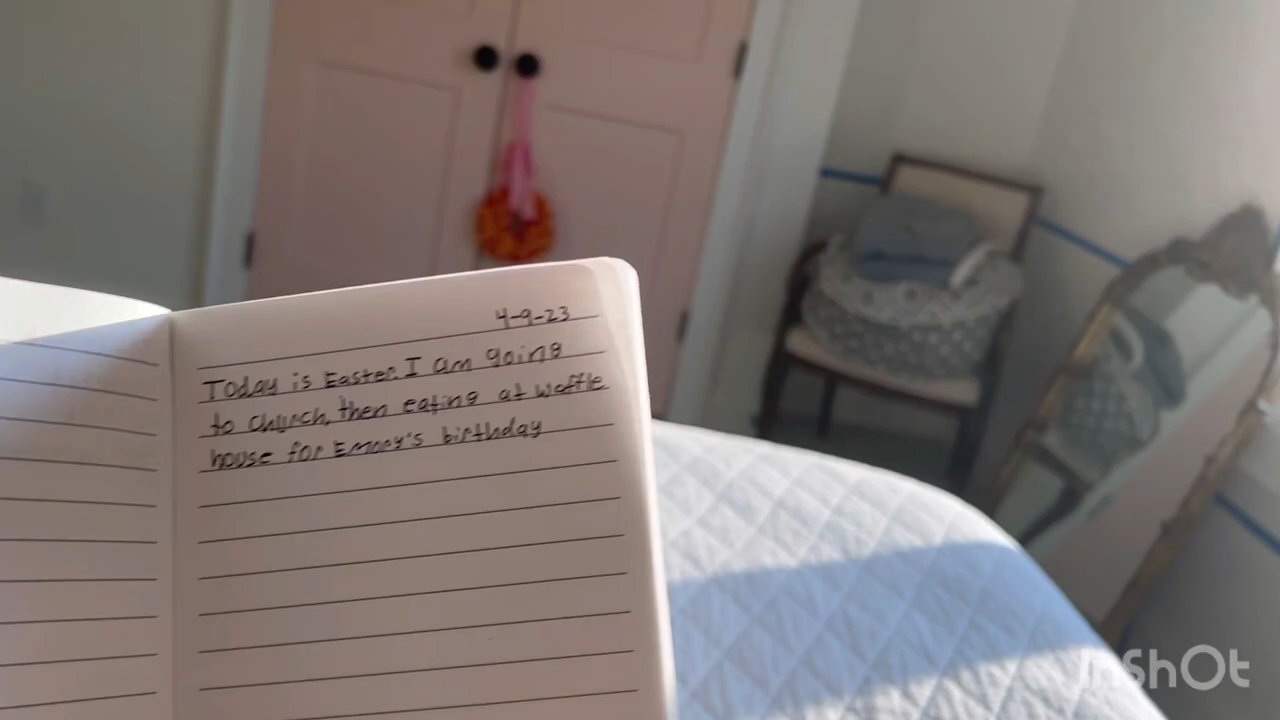 4-9-23
Today is Easter. I am going
to church, then eating at waffle
house for Emory's birthday
InShOt